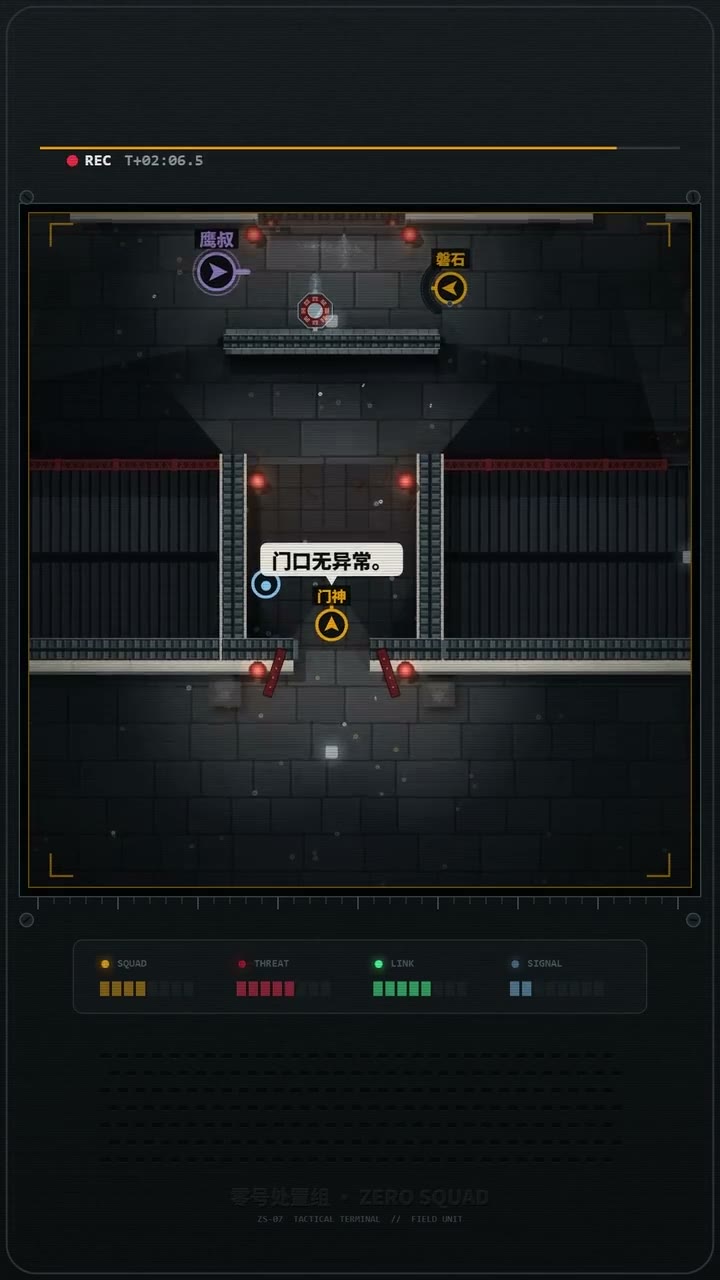 REC T+02:06.5
鹰叔
磐石
门口无异常。
门神
SQUAD THREAT LINK SIGNAL
零号处置组 · ZERO SQUAD
ZS-07 TACTICAL TERMINAL // FIELD UNIT